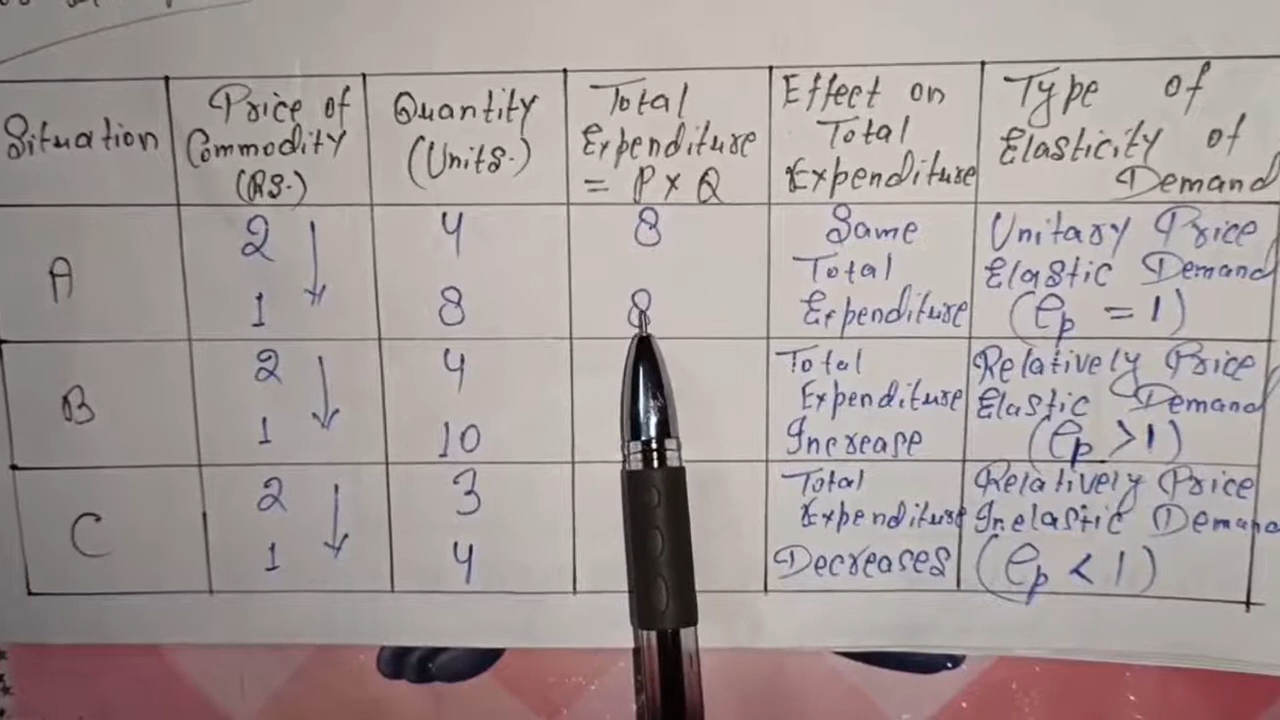 Situation
Price of
Commodity
(RS.)
Quantity
(Units.)
Total
Expenditure
= P x Q
Effect on
Total
Expenditure
Type of
Elasticity of
Demand
A
2
1
4
8
8
8
Same
Total
Expenditure
Unitary Price
Elastic Demand
(ep = 1)
B
2
1
4
10
Total
Expenditure
Increase
Relatively Price
Elastic Demand
(ep > 1)
C
2
1
3
4
Total
Expenditure
Decreases
Relatively Price
Inelastic Demand
(ep < 1)